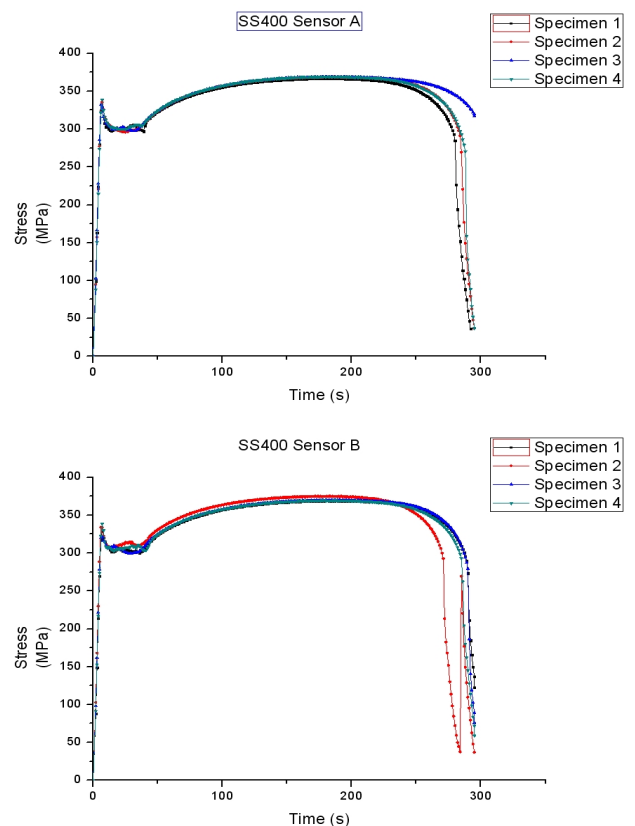 SS400 Sensor A
Specimen 1
Specimen 2
Specimen 3
Specimen 4
400
350
300
250
200
150
100
50
0
Stress
(MPa)
0
100
200
300
Time (s)
SS400 Sensor B
Specimen 1
Specimen 2
Specimen 3
Specimen 4
400
350
300
250
200
150
100
50
0
Stress
(MPa)
0
100
200
300
Time (s)